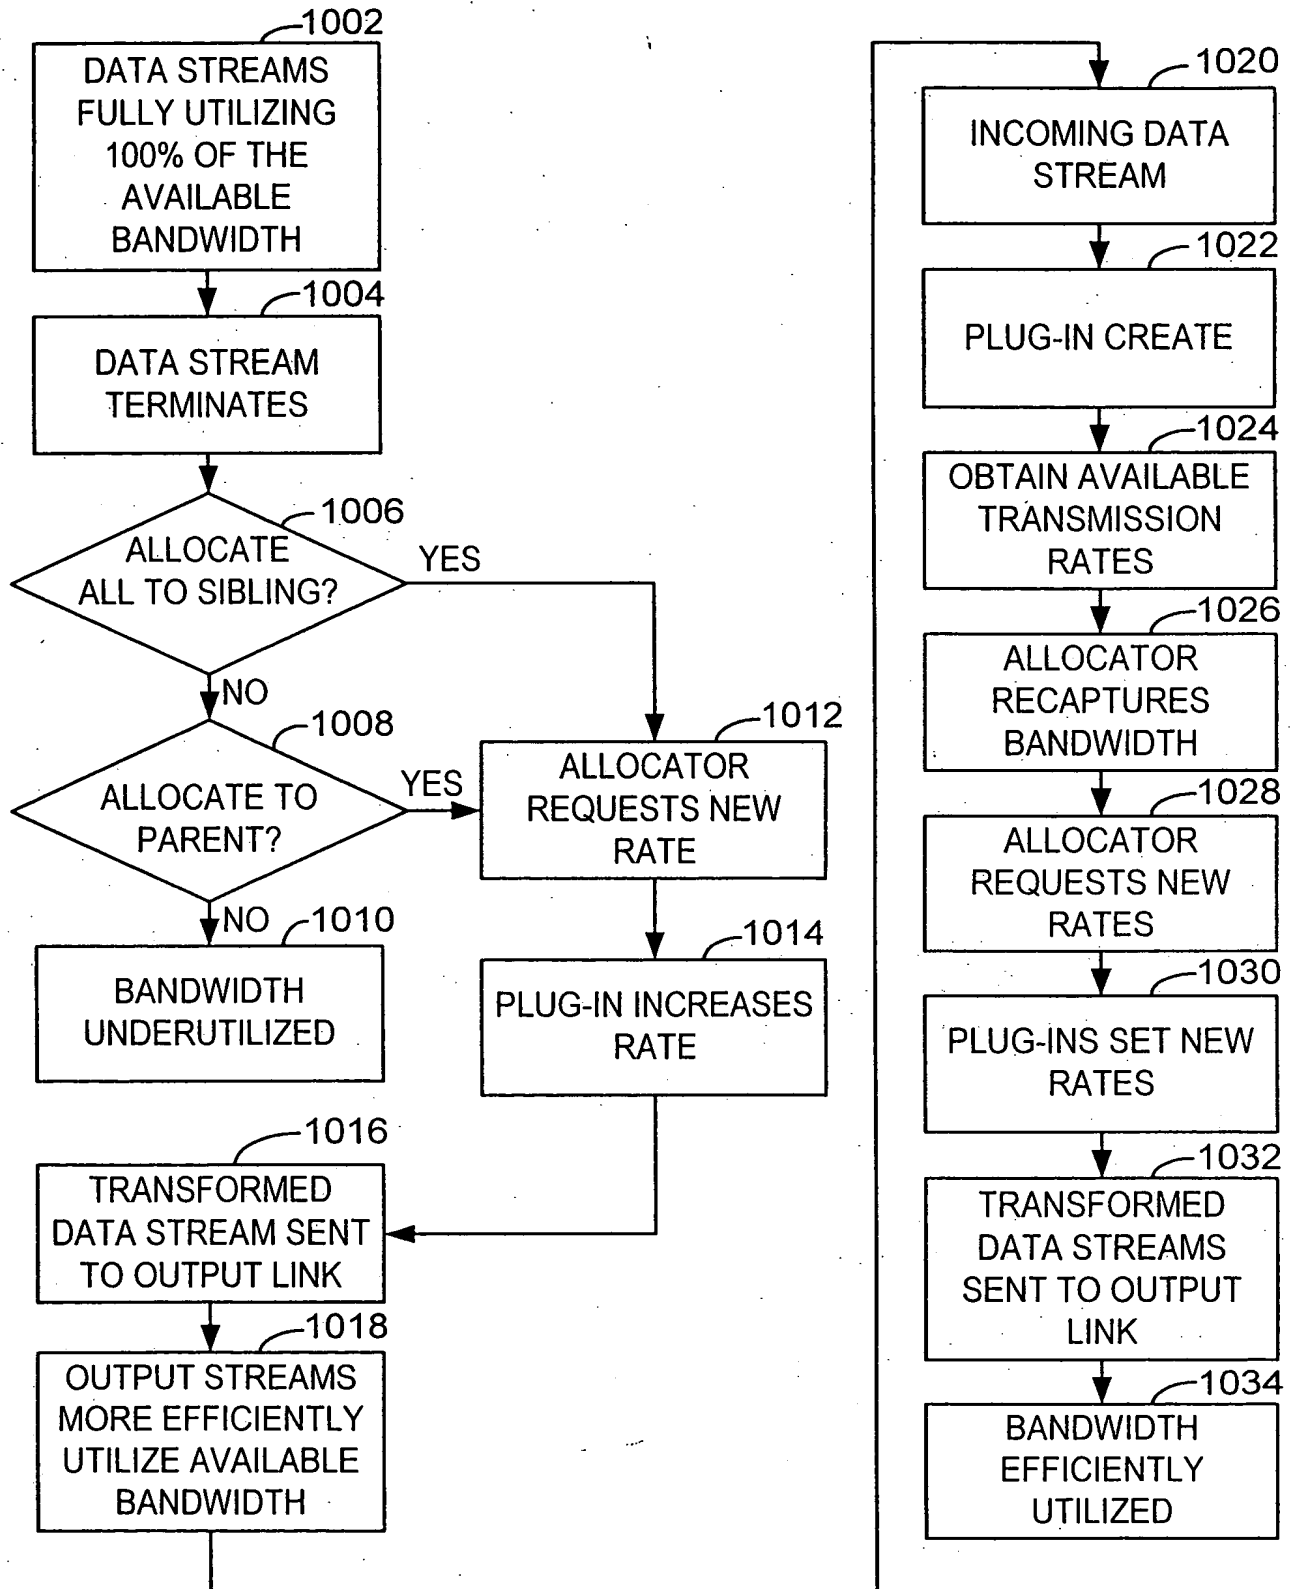 1002
DATA STREAMS
FULLY UTILIZING
100% OF THE
AVAILABLE
BANDWIDTH
1004
DATA STREAM
TERMINATES
1006
ALLOCATE
ALL TO SIBLING?
YES
NO
1008
ALLOCATE TO
PARENT?
YES
NO
1010
BANDWIDTH
UNDERUTILIZED
1012
ALLOCATOR
REQUESTS NEW
RATE
1014
PLUG-IN INCREASES
RATE
1016
TRANSFORMED
DATA STREAM SENT
TO OUTPUT LINK
1018
OUTPUT STREAMS
MORE EFFICIENTLY
UTILIZE AVAILABLE
BANDWIDTH
1020
INCOMING DATA
STREAM
1022
PLUG-IN CREATE
1024
OBTAIN AVAILABLE
TRANSMISSION
RATES
1026
ALLOCATOR
RECAPTURES
BANDWIDTH
1028
ALLOCATOR
REQUESTS NEW
RATES
1030
PLUG-INS SET NEW
RATES
1032
TRANSFORMED
DATA STREAMS
SENT TO OUTPUT
LINK
1034
BANDWIDTH
EFFICIENTLY
UTILIZED